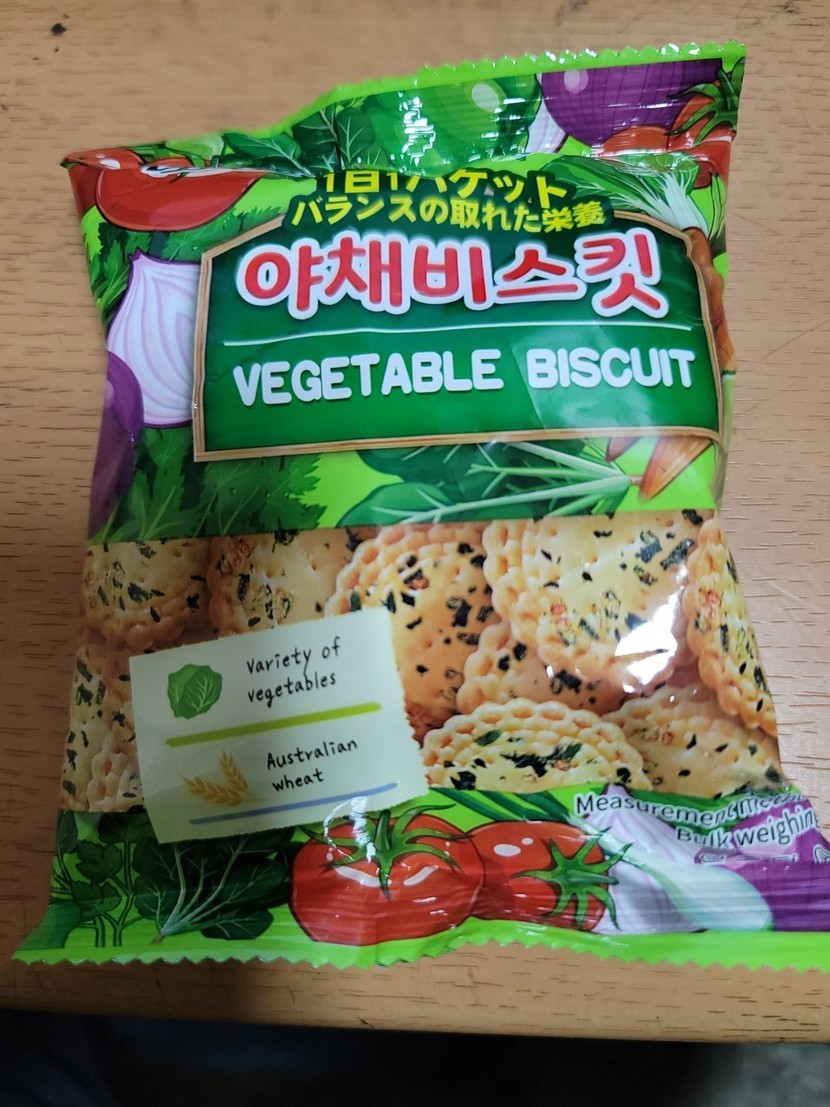 1日1パケット
バランスの取れた栄養
야채비스킷
VEGETABLE BISCUIT
variety of
vegetables
Australian
wheat
Measurement
Bulk weighing